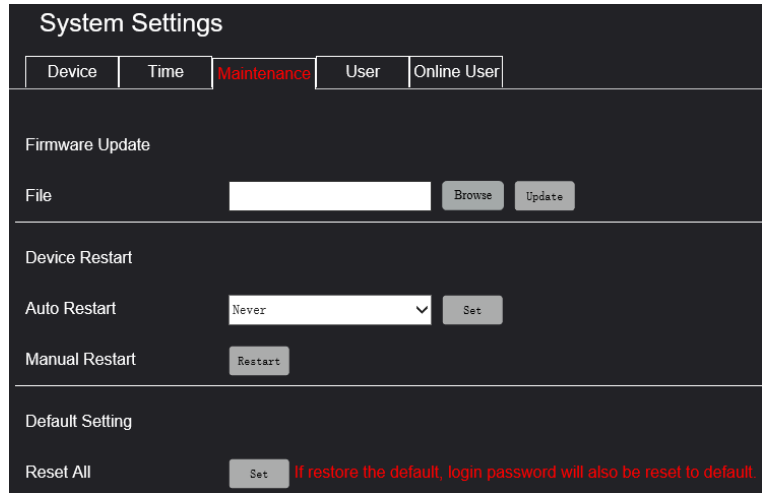 System Settings
Device Time Maintenance User Online User
Firmware Update
File Browse Update
Device Restart
Auto Restart Never Set
Manual Restart Restart
Default Setting
Reset All Set If restore the default, login password will also be reset to default.